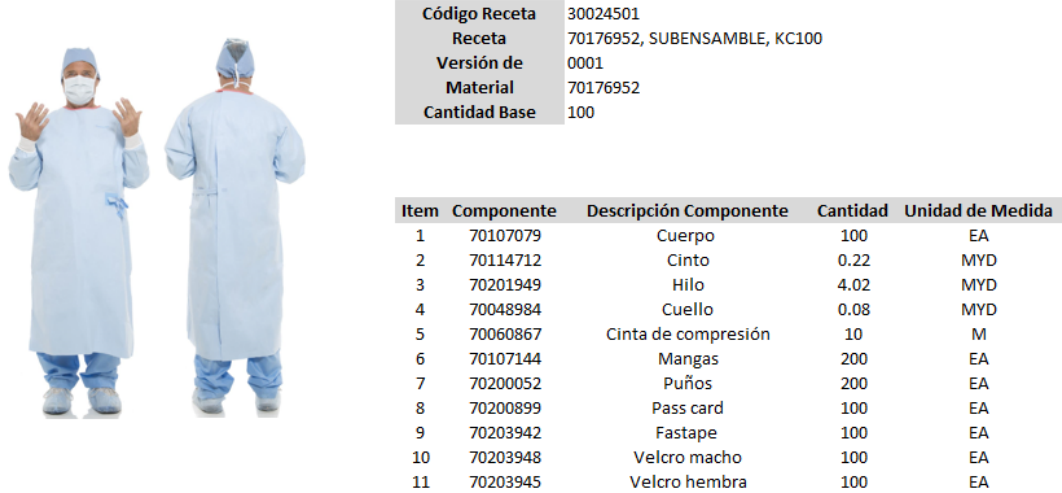 Código Receta 30024501
Receta 70176952, SUBENSAMBLE, KC100
Versión de 0001
Material 70176952
Cantidad Base 100
Item Componente Descripción Componente Cantidad Unidad de Medida
1 70107079 Cuerpo 100 EA
2 70114712 Cinto 0.22 MYD
3 70201949 Hilo 4.02 MYD
4 70048984 Cuello 0.08 MYD
5 70060867 Cinta de compresión 10 M
6 70107144 Mangas 200 EA
7 70200052 Puños 200 EA
8 70200899 Pass card 100 EA
9 70203942 Fastape 100 EA
10 70203948 Velcro macho 100 EA
11 70203945 Velcro hembra 100 EA